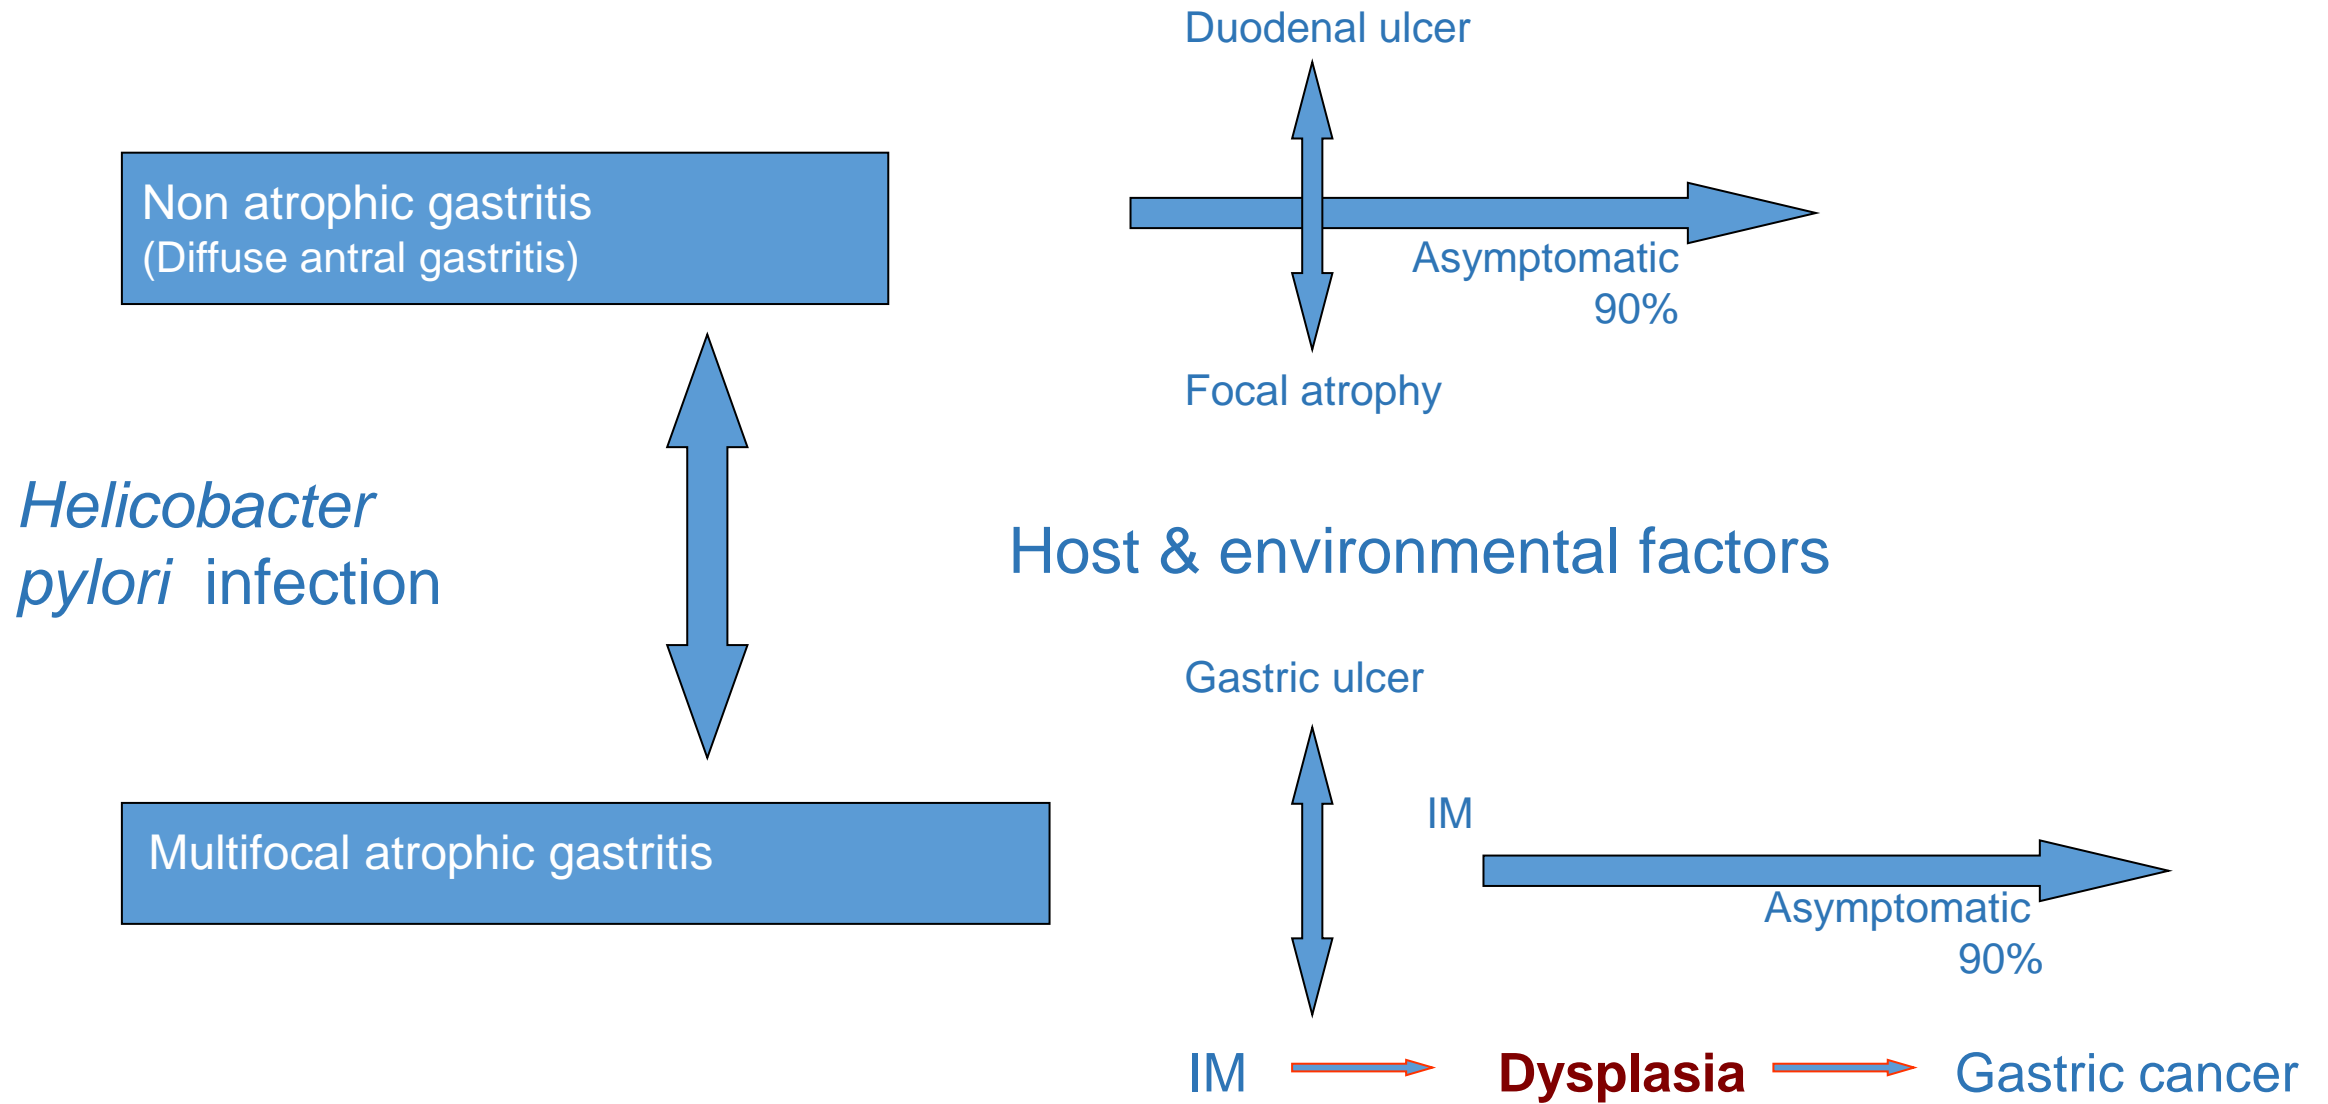 Duodenal ulcer
Non atrophic gastritis
(Diffuse antral gastritis)
Asymptomatic
90%
Focal atrophy
Helicobacter
pylori infection
Host & environmental factors
Gastric ulcer
IM
Multifocal atrophic gastritis
Asymptomatic
90%
IM
Dysplasia
Gastric cancer